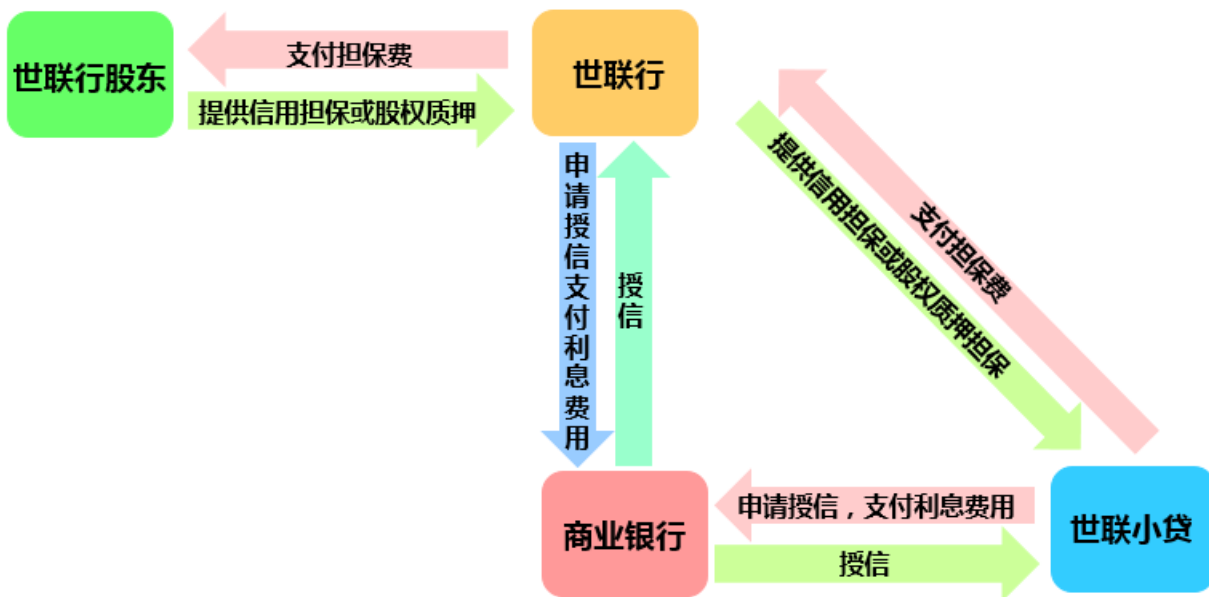 世联行股东
支付担保费
提供信用担保或股权质押
世联行
申请授信支付利息费用
授信
提供信用担保或股权质押担保
支付担保费
商业银行
申请授信，支付利息费用
授信
世联小贷